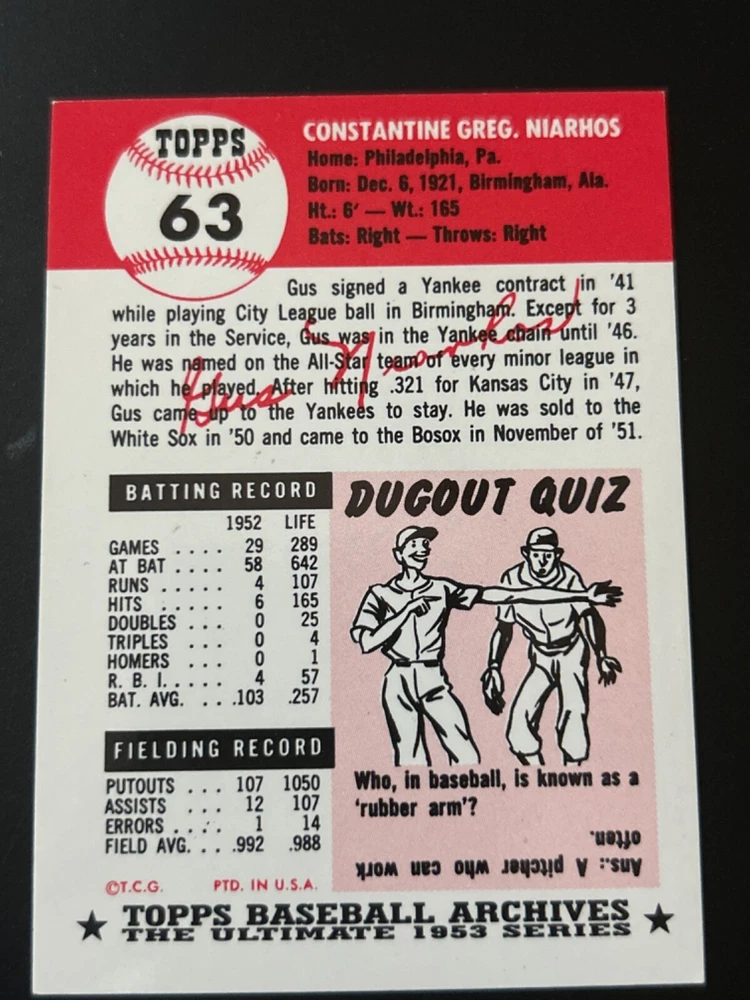 TOPPS
63
CONSTANTINE GREG. NIARHOS
Home: Philadelphia, Pa.
Born: Dec. 6, 1921, Birmingham, Ala.
Ht.: 6' — Wt.: 165
Bats: Right — Throws: Right
Gus signed a Yankee contract in '41
while playing City League ball in Birmingham. Except for 3
years in the Service, Gus was in the Yankee chain until '46.
He was named on the All-Star team of every minor league in
which he played. After hitting .321 for Kansas City in '47,
Gus came up to the Yankees to stay. He was sold to the
White Sox in '50 and came to the Bosox in November of '51.
Gus Niarhos
BATTING RECORD
1952 LIFE
GAMES .... 29 289
AT BAT .... 58 642
RUNS ..... 4 107
HITS ...... 6 165
DOUBLES .... 0 25
TRIPLES .... 0 4
HOMERS .... 0 1
R. B. I. .... 4 57
BAT. AVG. ... .103 .257
FIELDING RECORD
PUTOUTS ... 107 1050
ASSISTS .... 12 107
ERRORS .... 1 14
FIELD AVG. ... .992 .988
©T.C.G. PTD. IN U.S.A.
DUGOUT QUIZ
Who, in baseball, is known as a
'rubber arm'?
Ans.: A pitcher who can work
often.
★ TOPPS BASEBALL ARCHIVES ★
THE ULTIMATE 1953 SERIES